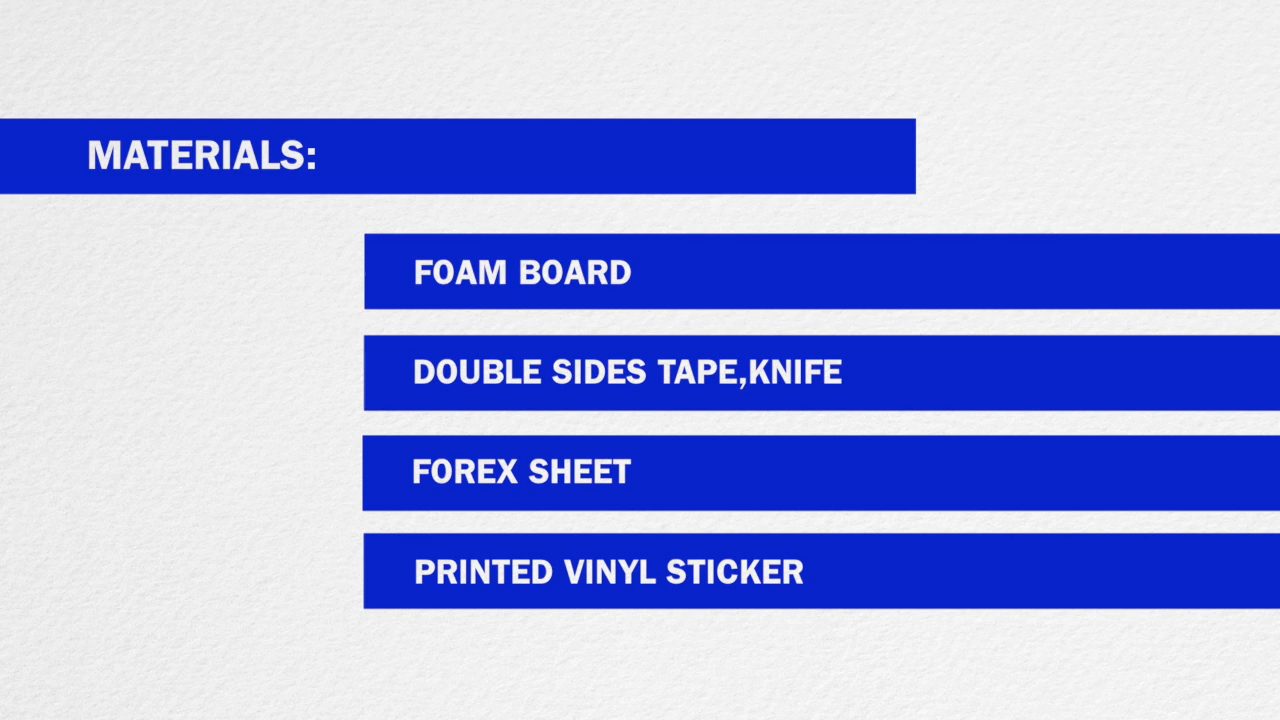 MATERIALS:
FOAM BOARD
DOUBLE SIDES TAPE,KNIFE
FOREX SHEET
PRINTED VINYL STICKER